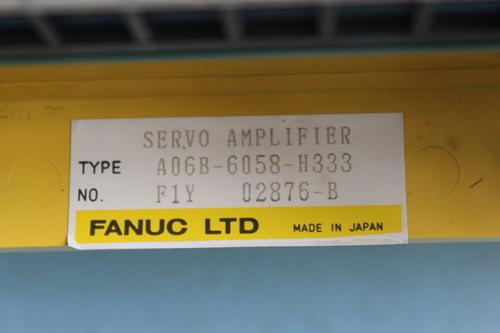 SERVO AMPLIFIER
TYPE A06B-6058-H333
NO. F1Y 02876-B
FANUC LTD MADE IN JAPAN